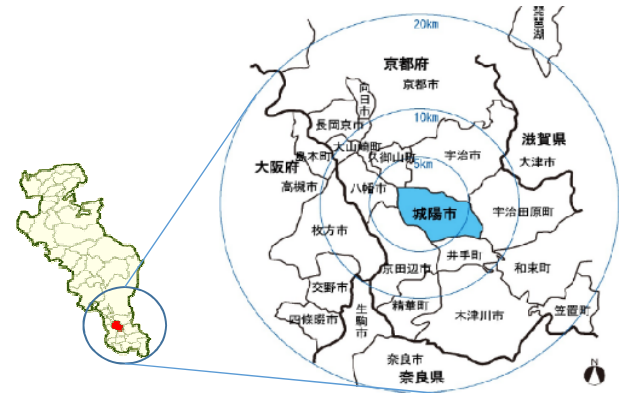 20km
琵琶湖
京都府
京都市
向日市
長岡京市
10km
滋賀県
大山崎町
島本町
久御山町
宇治市
大津市
5km
大阪府
高槻市
八幡市
城陽市
宇治田原町
枚方市
井手町
京田辺市
和束町
交野市
精華町
笠置町
四條畷市
生駒市
木津川市
奈良市
奈良県
N